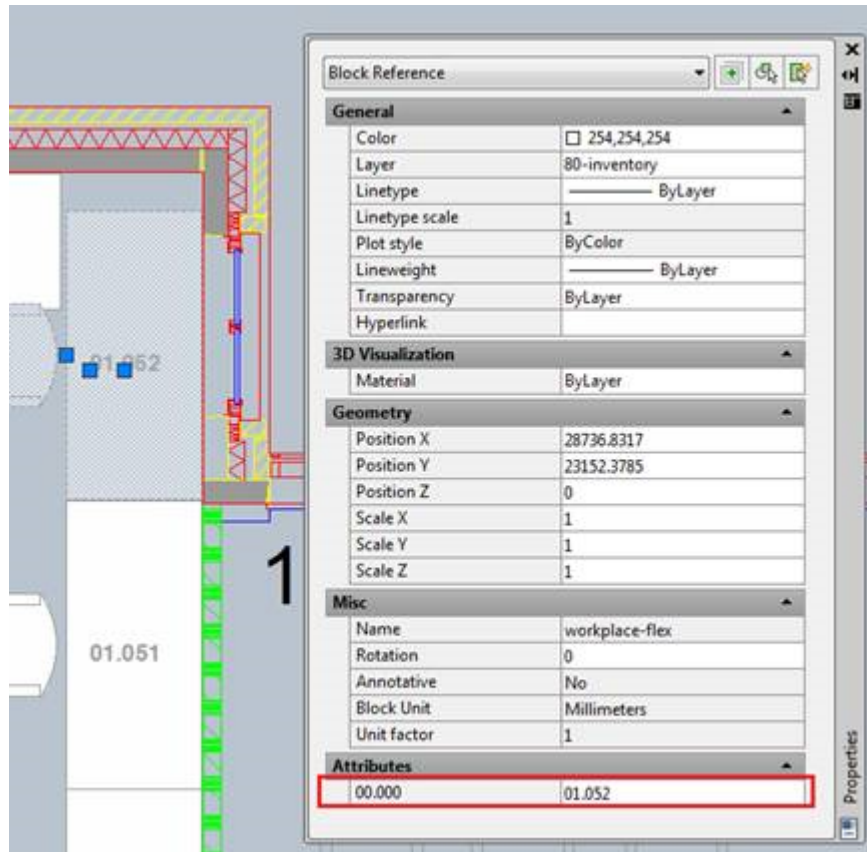 Block Reference
General
Color 254,254,254
Layer 80-inventory
Linetype ByLayer
Linetype scale 1
Plot style ByColor
Lineweight ByLayer
Transparency ByLayer
Hyperlink
3D Visualization
Material ByLayer
Geometry
Position X 28736.8317
Position Y 23152.3785
Position Z 0
Scale X 1
Scale Y 1
Scale Z 1
Misc
Name workplace-flex
Rotation 0
Annotative No
Block Unit Millimeters
Unit factor 1
Attributes
00.000 01.052
Properties
01.052
1
01.051